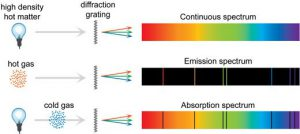 high density
hot matter
diffraction
grating
Continuous spectrum
hot gas
Emission spectrum
cold gas
Absorption spectrum